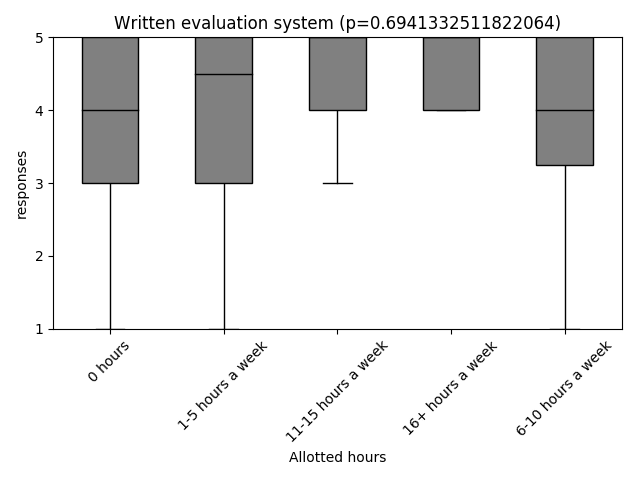 Written evaluation system (p=0.6941332511822064)
5
4
3
2
1
responses
0 hours
1-5 hours a week
11-15 hours a week
16+ hours a week
6-10 hours a week
Allotted hours